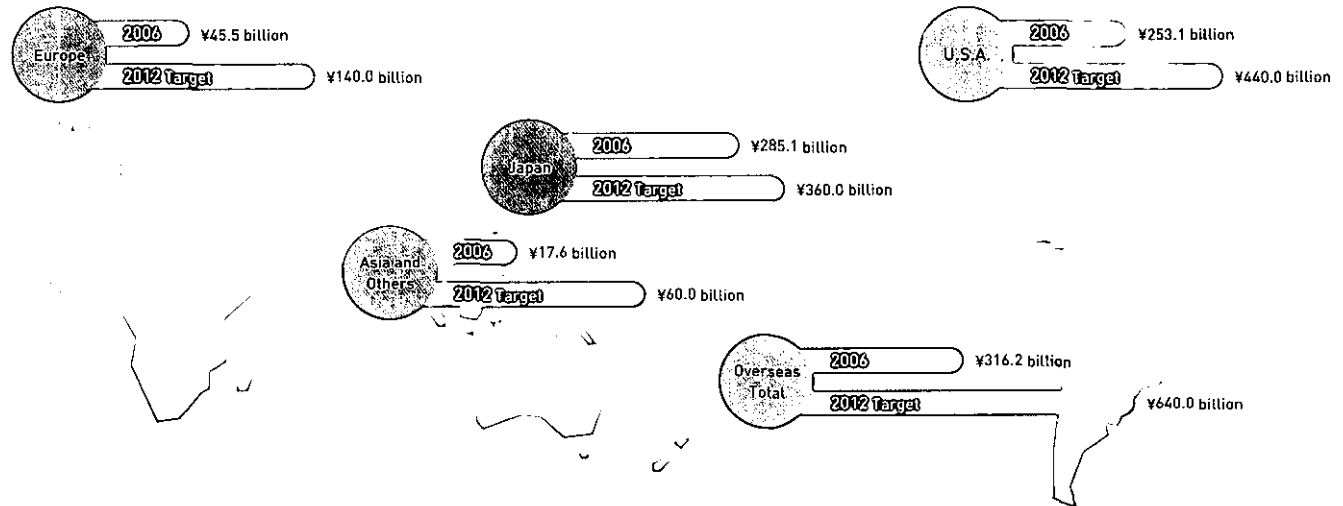 Europe
2006
¥45.5 billion
2012 Target
¥140.0 billion
U.S.A.
2006
¥253.1 billion
2012 Target
¥440.0 billion
Japan
2006
¥285.1 billion
2012 Target
¥360.0 billion
Asia and
Others
2006
¥17.6 billion
2012 Target
¥60.0 billion
Overseas
Total
2006
¥316.2 billion
2012 Target
¥640.0 billion